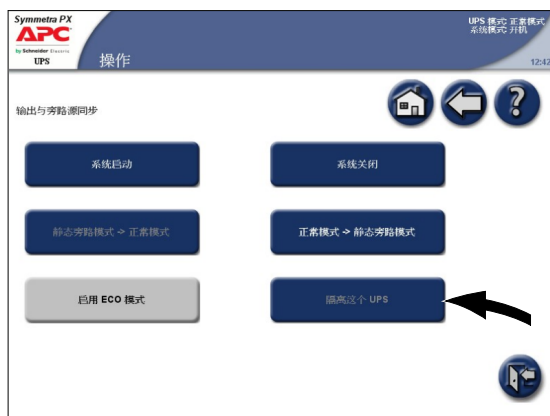 Symmetra PX
APC
by Schneider Electric
UPS
操作
UPS 模式 正常模式
系统模式 开机
12:42
输出与旁路源同步
系统启动
系统关闭
静态旁路模式 -> 正常模式
正常模式 -> 静态旁路模式
启用 ECO 模式
隔离这个 UPS